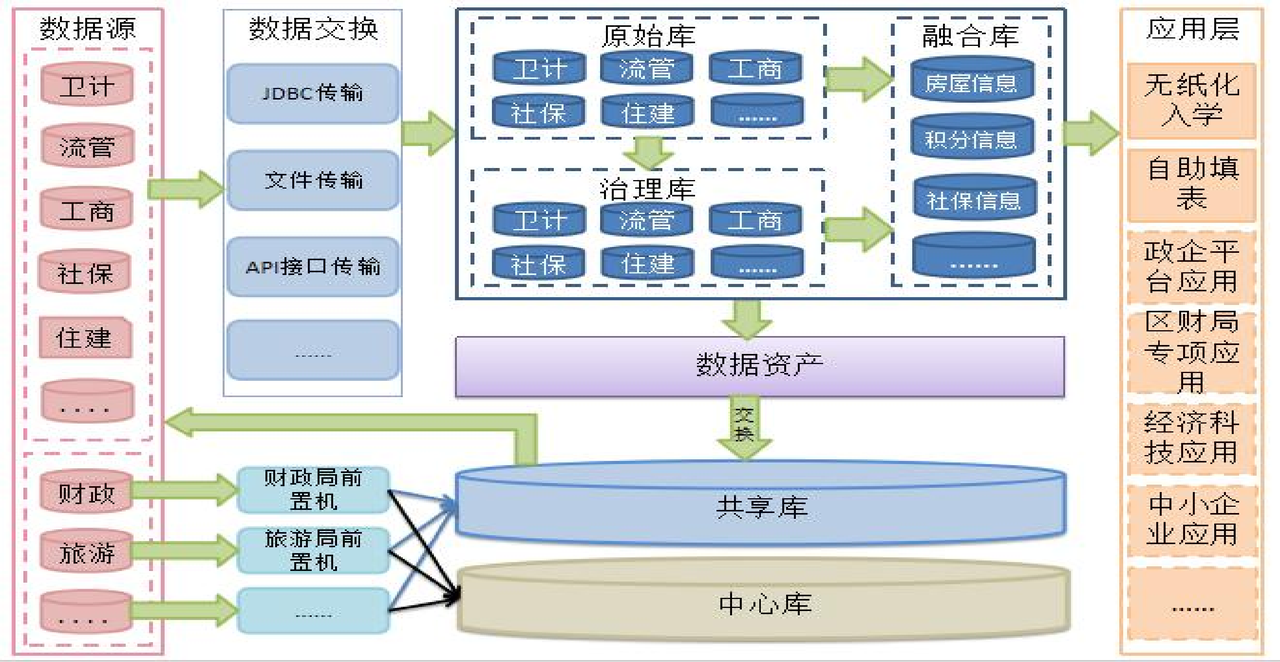 数据源
卫计
流管
工商
社保
住建
....
财政
旅游
....
数据交换
JDBC传输
文件传输
API接口传输
......
财政局前
置机
旅游局前
置机
......
原始库
卫计
流管
工商
社保
住建
......
治理库
卫计
流管
工商
社保
住建
......
融合库
房屋信息
积分信息
社保信息
......
数据资产
交
换
共享库
中心库
应用层
无纸化
入学
自助填
表
政企平
台应用
区财局
专项应
用
经济科
技应用
中小企
业应用
......